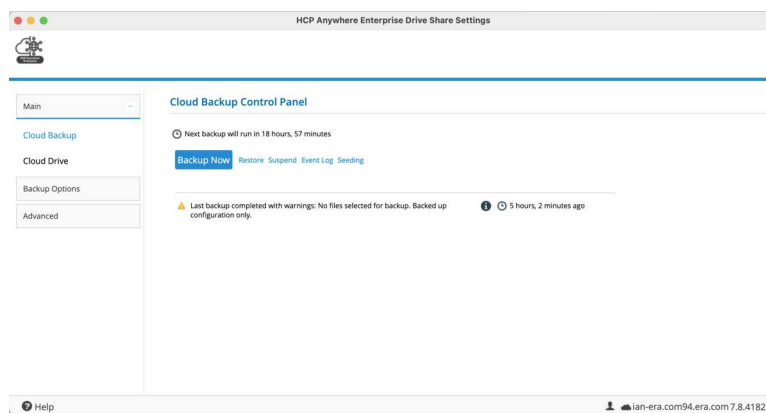 HCP Anywhere Enterprise Drive Share Settings
Main
Cloud Backup
Cloud Drive
Backup Options
Advanced
Cloud Backup Control Panel
Next backup will run in 18 hours, 57 minutes
Backup Now Restore Suspend Event Log Seeding
Last backup completed with warnings: No files selected for backup. Backed up
configuration only.
5 hours, 2 minutes ago
Help
ian-era.com94.era.com 7.8.4182